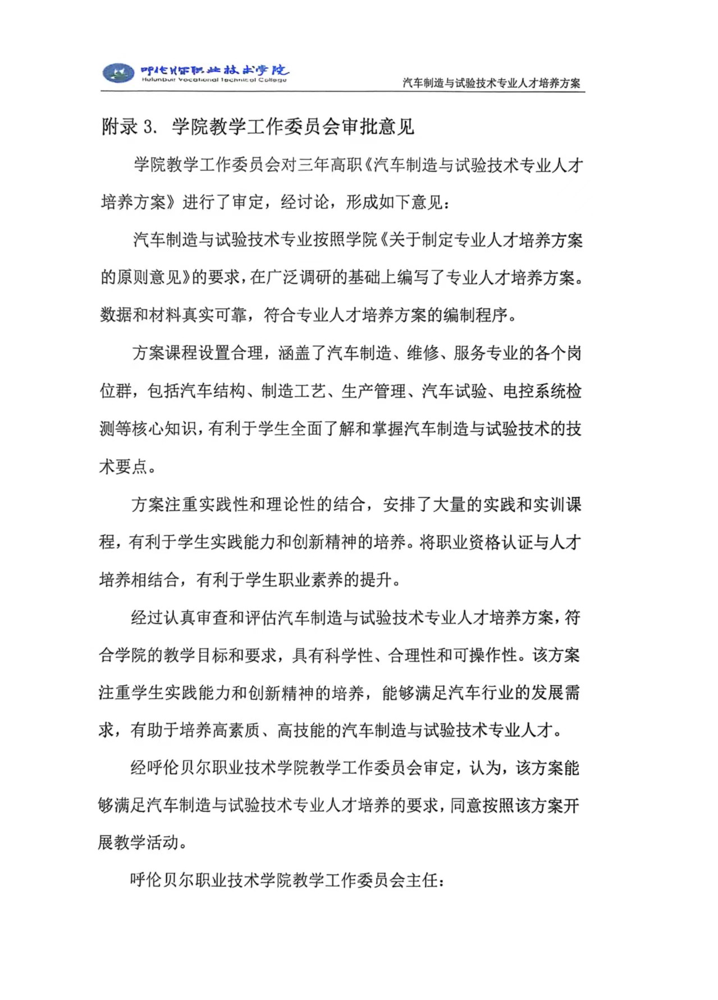 呼伦贝尔职业技术学院
Hulunbuir Vocational Technical College
汽车制造与试验技术专业人才培养方案
附录 3. 学院教学工作委员会审批意见
学院教学工作委员会对三年高职《汽车制造与试验技术专业人才
培养方案》进行了审定，经讨论，形成如下意见：
汽车制造与试验技术专业按照学院《关于制定专业人才培养方案
的原则意见》的要求，在广泛调研的基础上编写了专业人才培养方案。
数据和材料真实可靠，符合专业人才培养方案的编制程序。
方案课程设置合理，涵盖了汽车制造、维修、服务专业的各个岗
位群，包括汽车结构、制造工艺、生产管理、汽车试验、电控系统检
测等核心知识，有利于学生全面了解和掌握汽车制造与试验技术的技
术要点。
方案注重实践性和理论性的结合，安排了大量的实践和实训课
程，有利于学生实践能力和创新精神的培养。将职业资格认证与人才
培养相结合，有利于学生职业素养的提升。
经过认真审查和评估汽车制造与试验技术专业人才培养方案，符
合学院的教学目标和要求，具有科学性、合理性和可操作性。该方案
注重学生实践能力和创新精神的培养，能够满足汽车行业的发展需
求，有助于培养高素质、高技能的汽车制造与试验技术专业人才。
经呼伦贝尔职业技术学院教学工作委员会审定，认为，该方案能
够满足汽车制造与试验技术专业人才培养的要求，同意按照该方案开
展教学活动。
呼伦贝尔职业技术学院教学工作委员会主任：